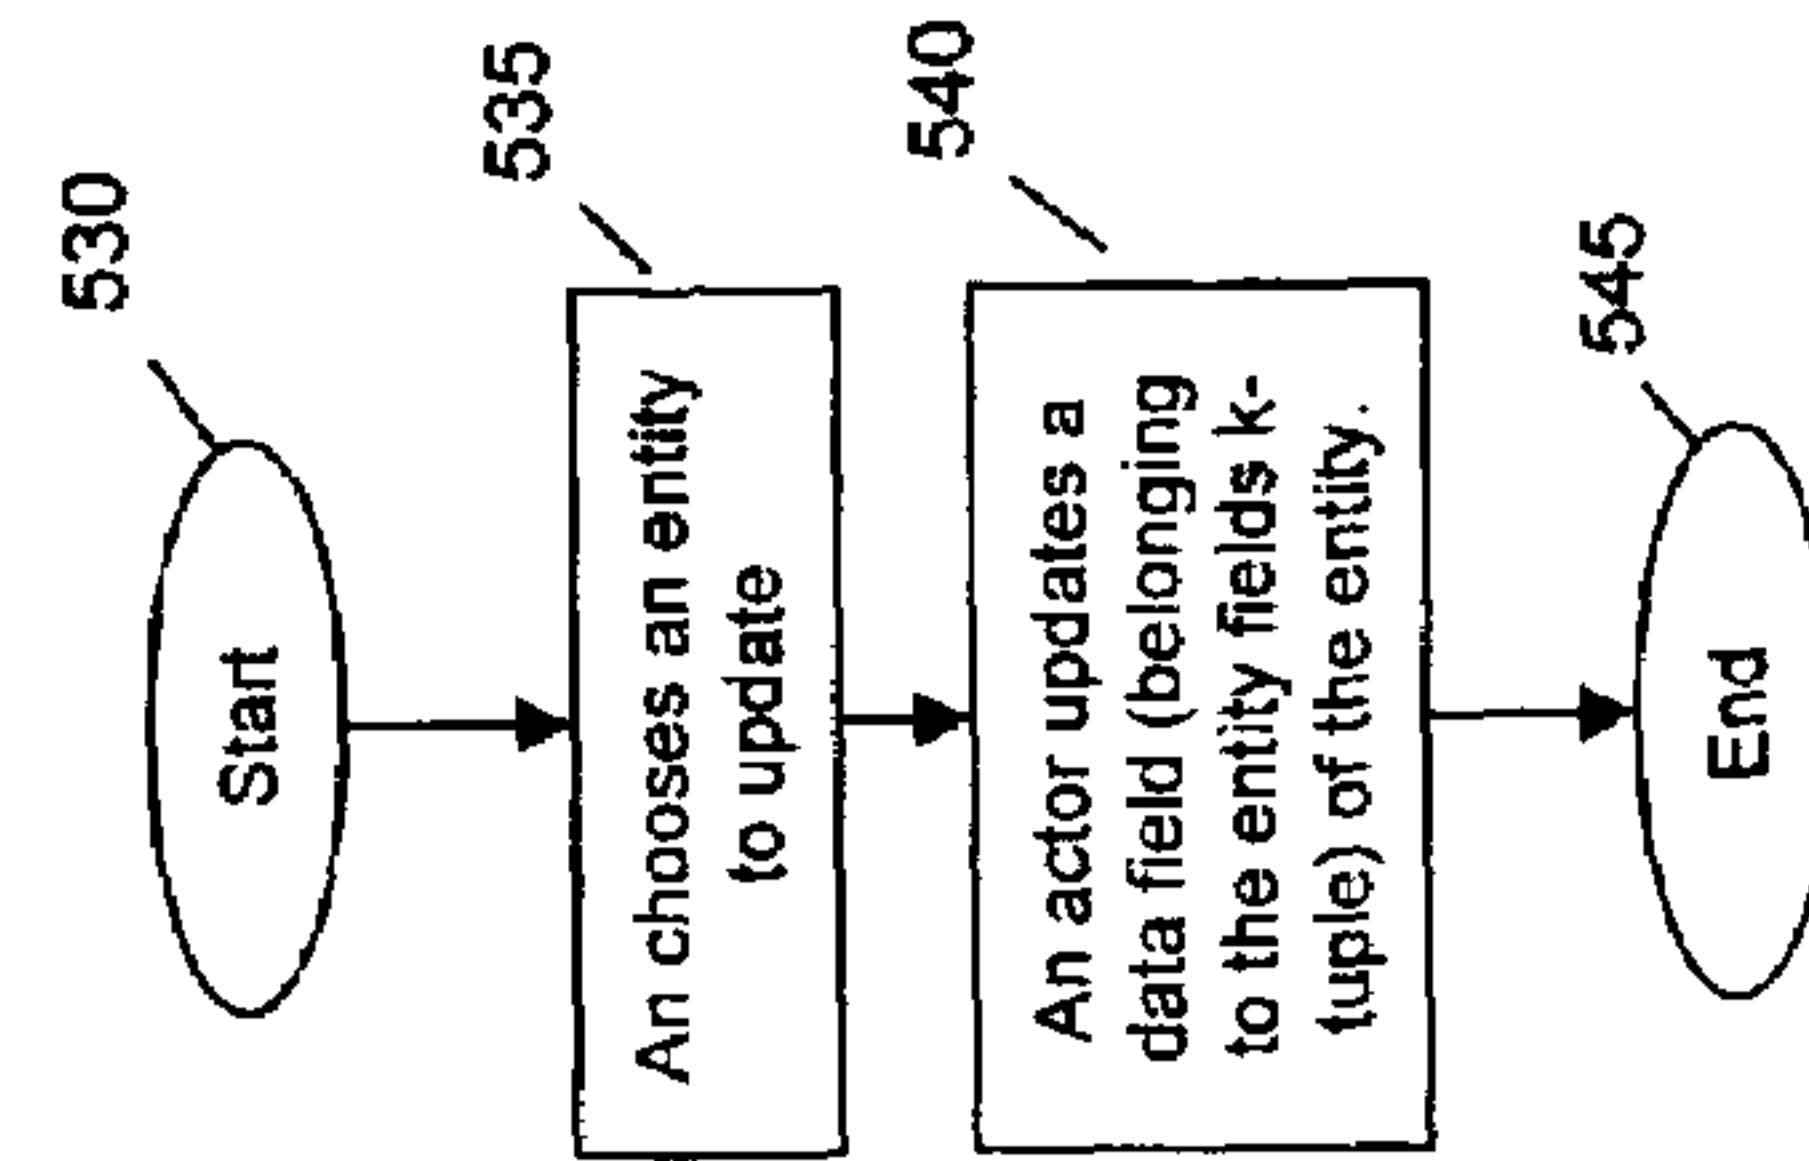 530
Start
535
An chooses an entity
to update
540
An actor updates a
data field (belonging
to the entity fields k-
tuple) of the entity.
545
End